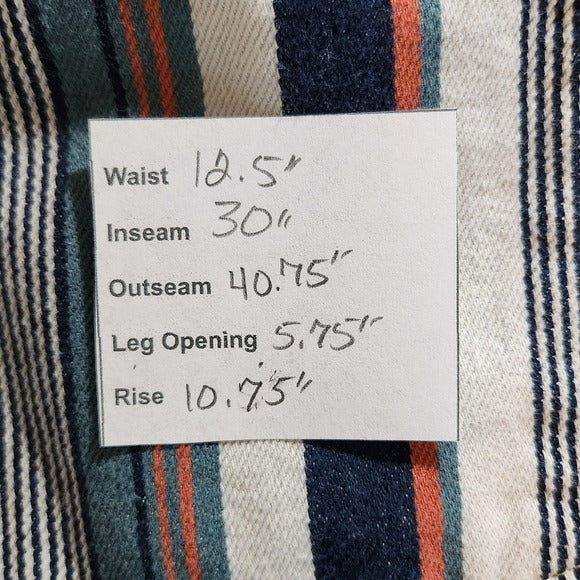 Waist 12.5"
Inseam 30"
Outseam 40.75"
Leg Opening 5.75"
Rise 10.75"